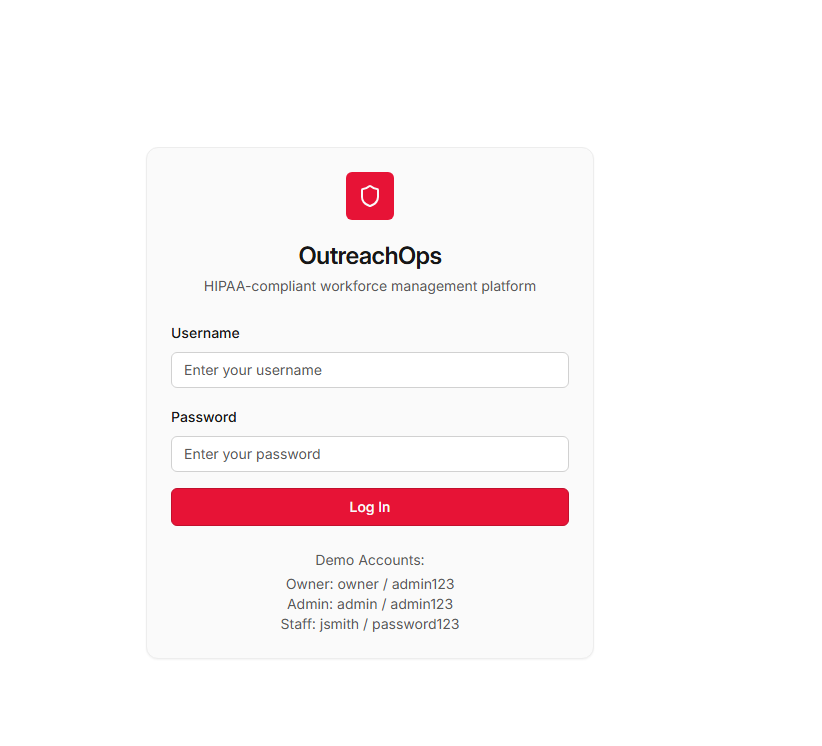 OutreachOps
HIPAA-compliant workforce management platform
Username
Enter your username
Password
Enter your password
Log In
Demo Accounts:
Owner: owner / admin123
Admin: admin / admin123
Staff: jsmith / password123